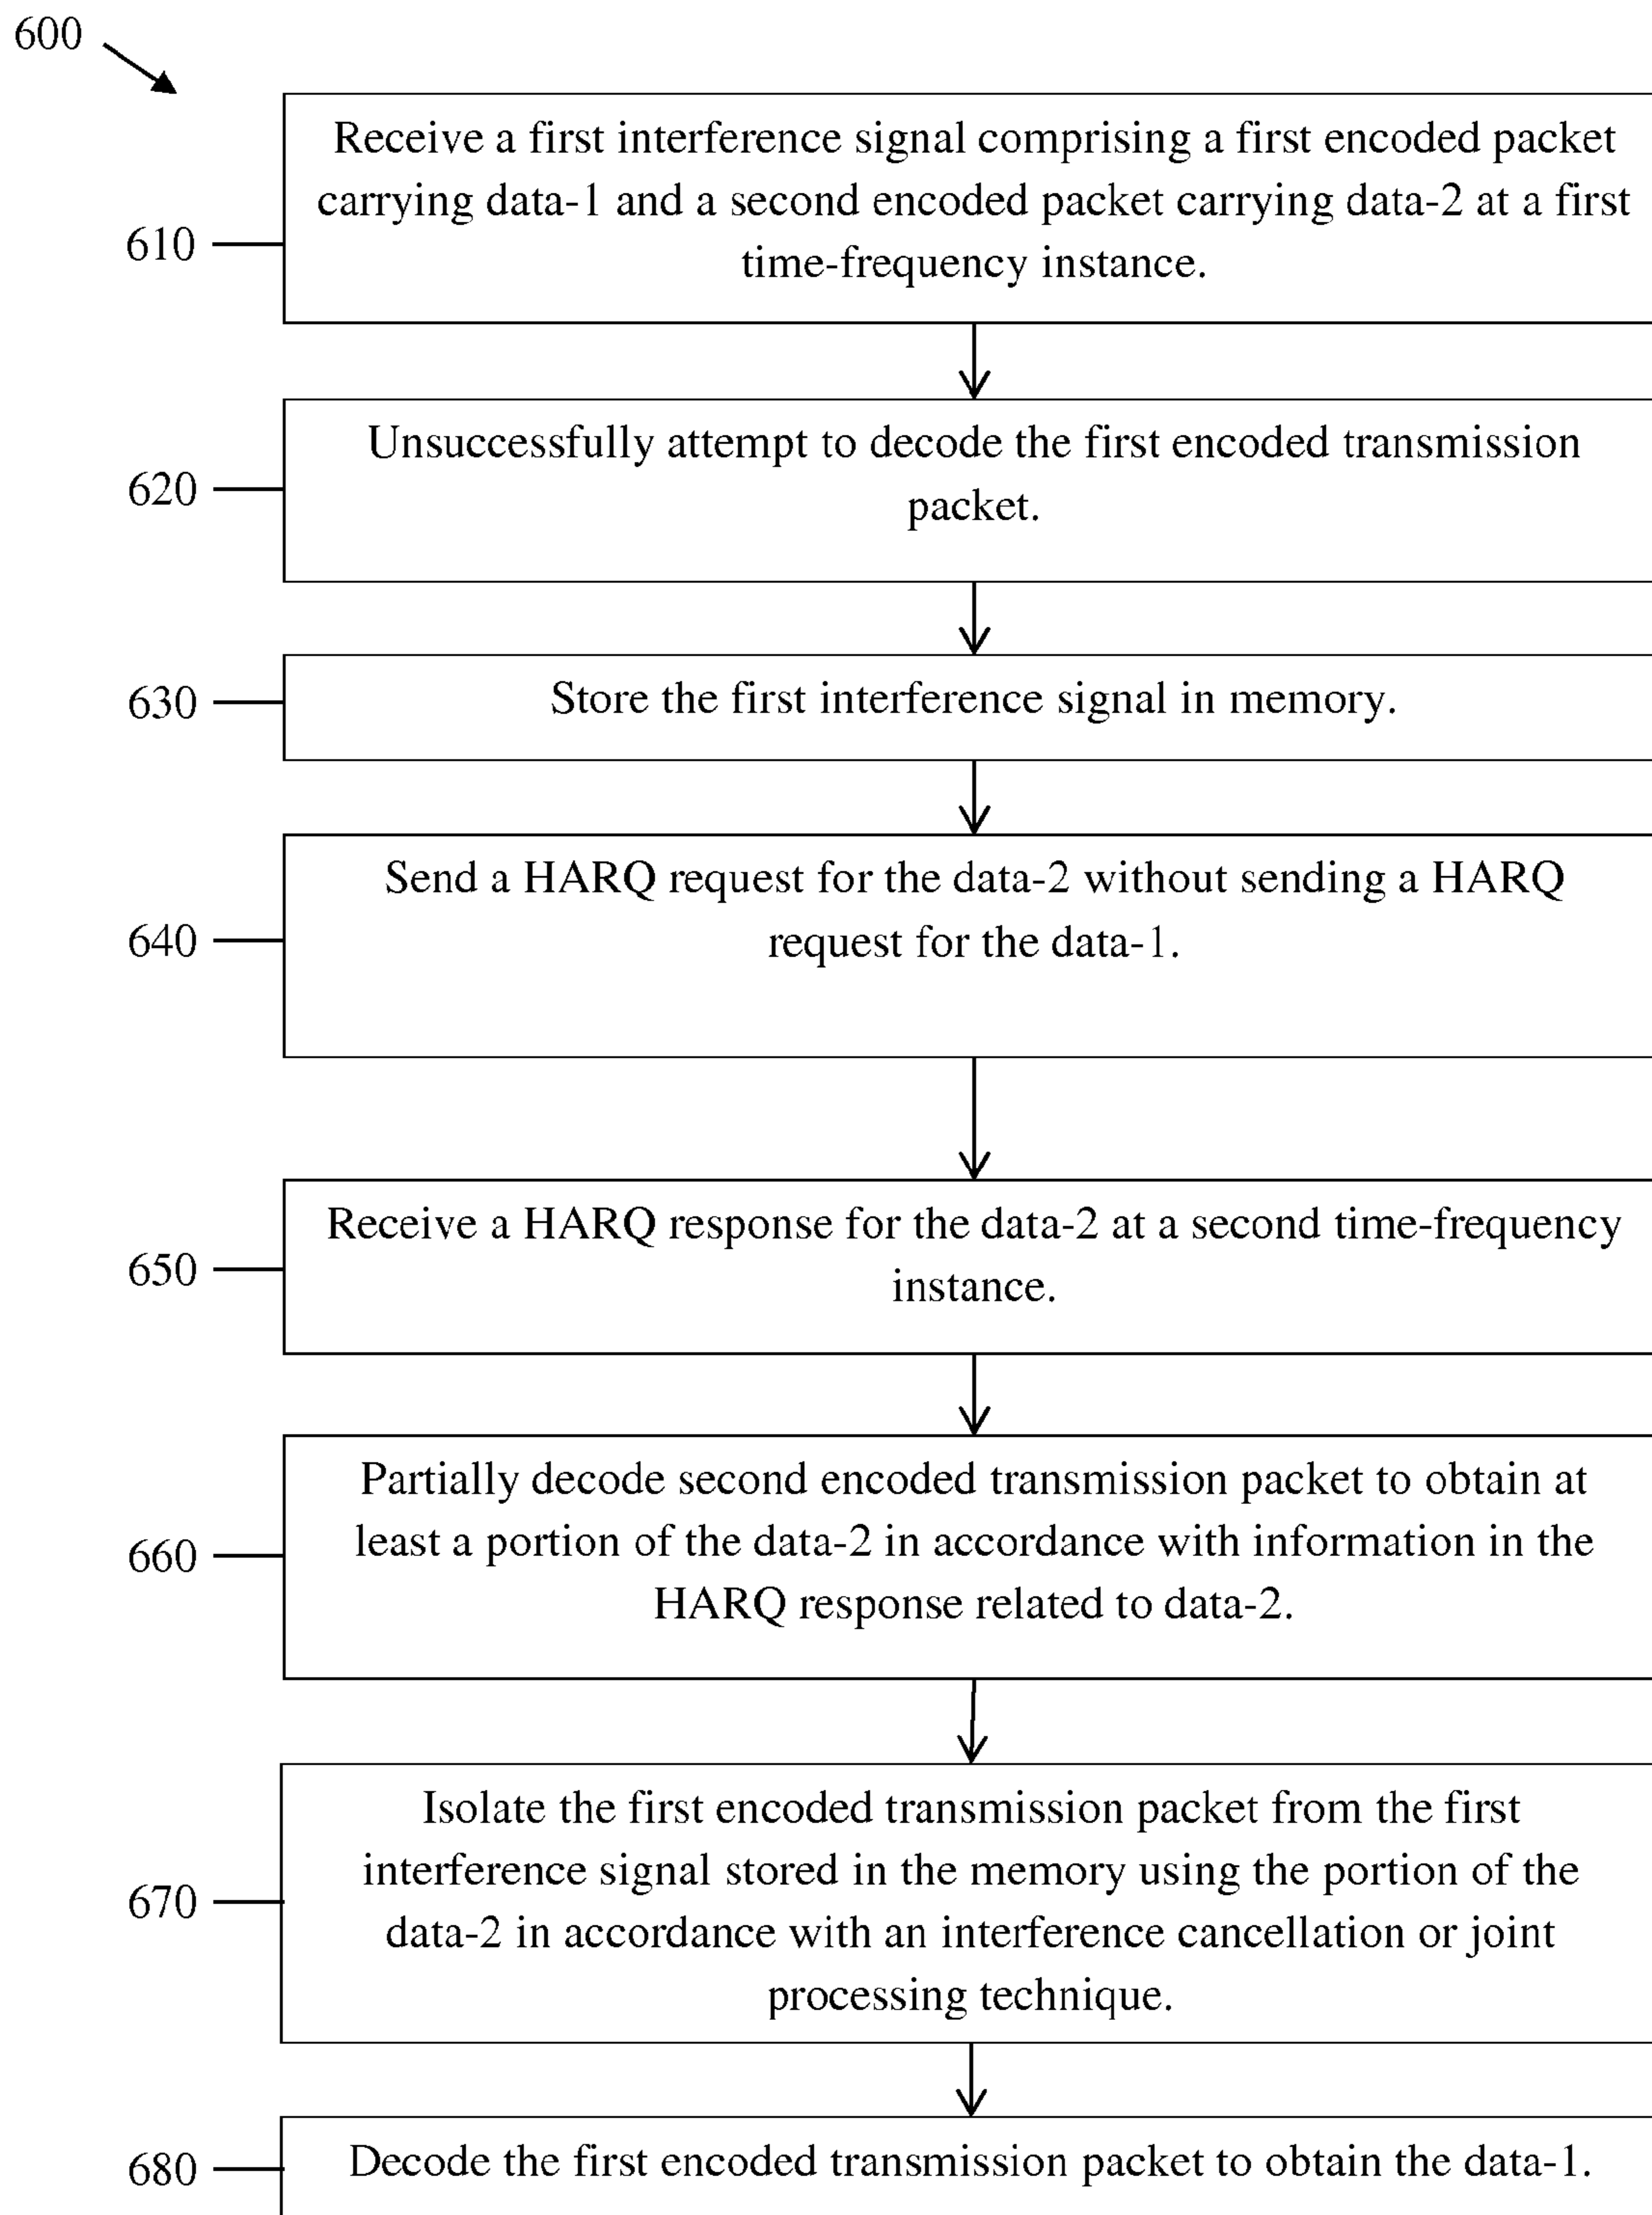 600
Receive a first interference signal comprising a first encoded packet
carrying data-1 and a second encoded packet carrying data-2 at a first
time-frequency instance.
610
Unsuccessfully attempt to decode the first encoded transmission
packet.
620
Store the first interference signal in memory.
630
Send a HARQ request for the data-2 without sending a HARQ
request for the data-1.
640
Receive a HARQ response for the data-2 at a second time-frequency
instance.
650
Partially decode second encoded transmission packet to obtain at
least a portion of the data-2 in accordance with information in the
HARQ response related to data-2.
660
Isolate the first encoded transmission packet from the first
interference signal stored in the memory using the portion of the
data-2 in accordance with an interference cancellation or joint
processing technique.
670
Decode the first encoded transmission packet to obtain the data-1.
680